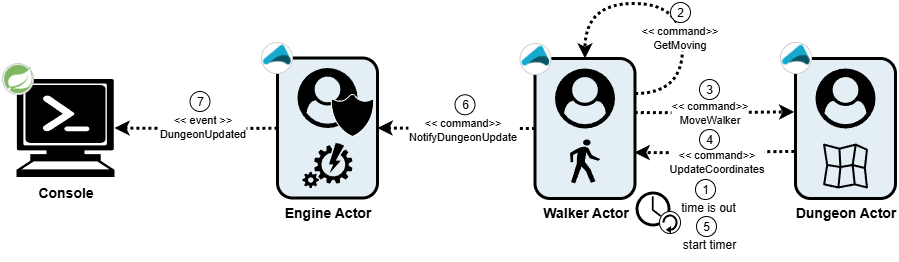 2
<< command>>
GetMoving
7
<< event >>
DungeonUpdated
6
<< command>>
NotifyDungeonUpdate
3
<< command>>
MoveWalker
4
<< command>>
UpdateCoordinates
Console
Engine Actor
Walker Actor
1
time is out
5
start timer
Dungeon Actor